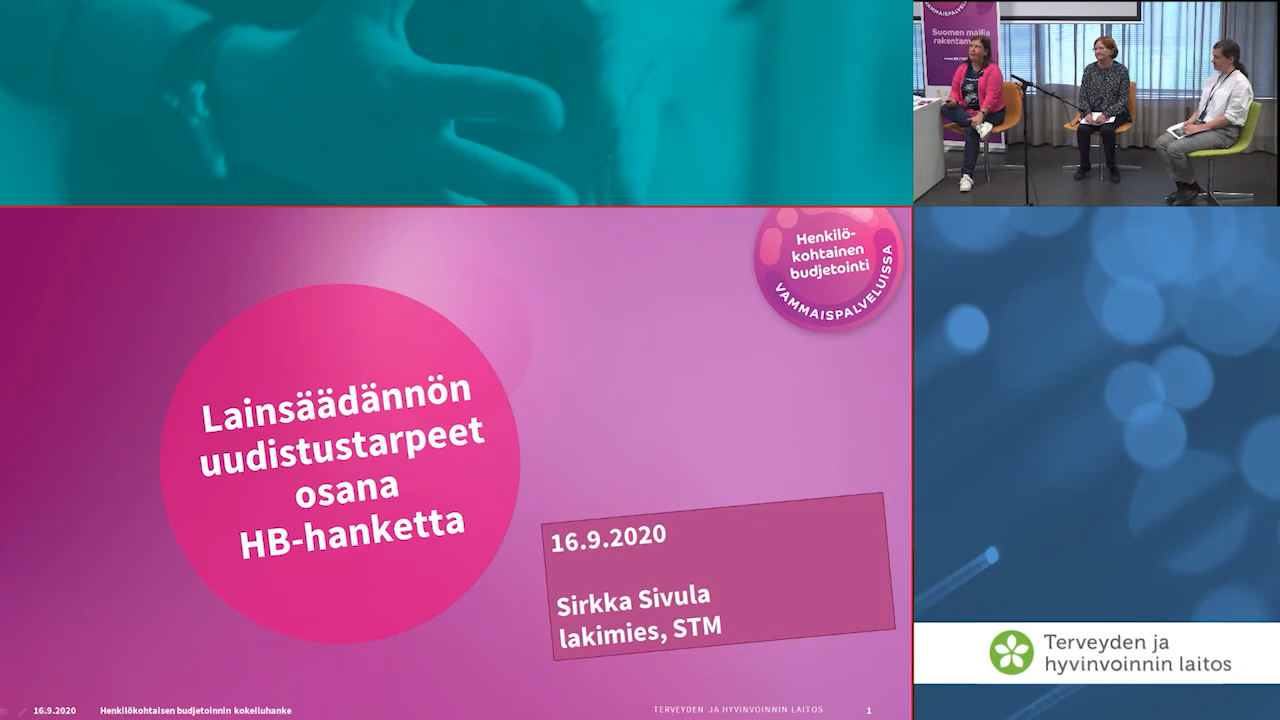 VAMMAISPALVELUISSA
Suomen mallia
Henkilö-
kohtainen
budjetointi
VAMMAISPALVELUISSA
Lainsäädännön
uudistustarpeet
osana
HB-hanketta
16.9.2020
Sirkka Sivula
lakimies, STM
Terveyden ja
hyvinvoinnin laitos
16.9.2020 Henkilökohtaisen budjetoinnin kokeiluhanke TERVEYDEN JA HYVINVOINNIN LAITOS 1